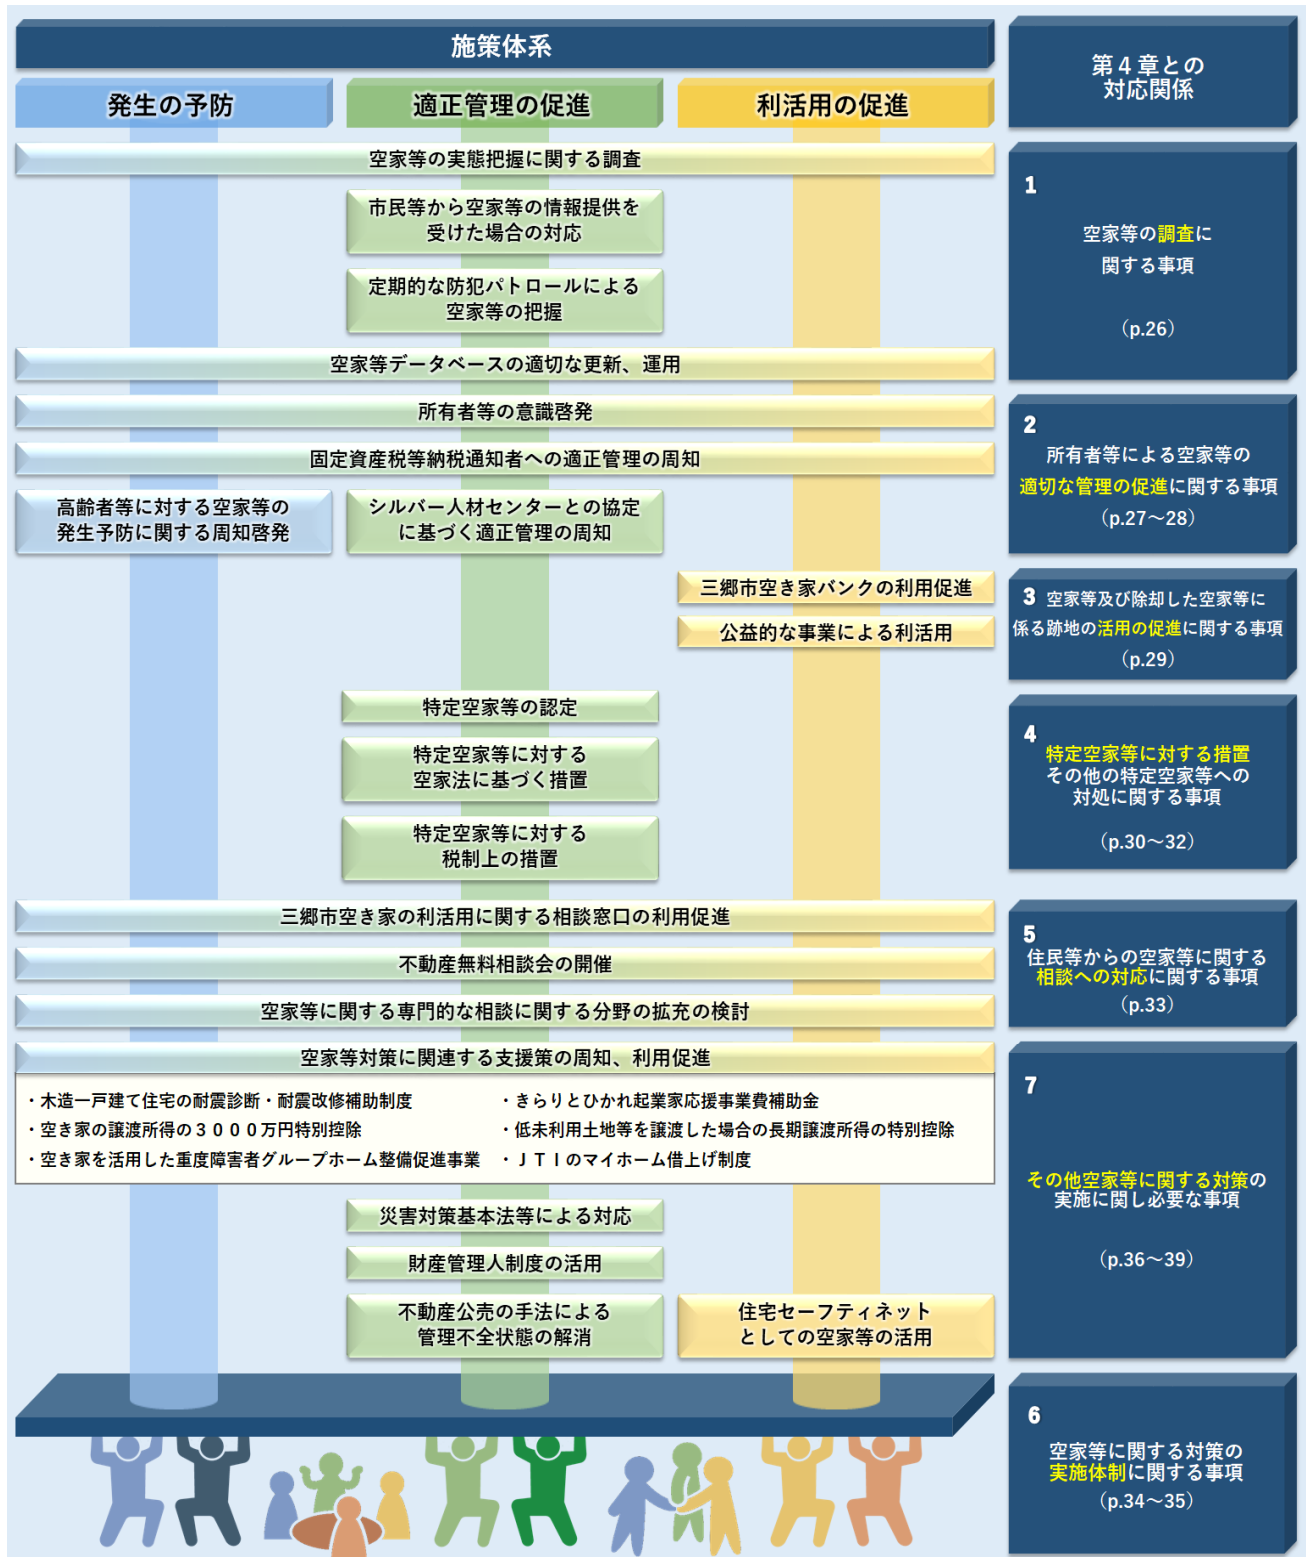 施策体系
第４章との
対応関係
発生の予防
適正管理の促進
利活用の促進
空家等の実態把握に関する調査
市民等から空家等の情報提供を
受けた場合の対応
定期的な防犯パトロールによる
空家等の把握
空家等データベースの適切な更新、運用
1
空家等の調査に
関する事項
（p.26）
所有者等の意識啓発
固定資産税等納税通知者への適正管理の周知
高齢者等に対する空家等の
発生予防に関する周知啓発
シルバー人材センターとの協定
に基づく適正管理の周知
2
所有者等による空家等の
適切な管理の促進に関する事項
（p.27～28）
三郷市空き家バンクの利用促進
公益的な事業による利活用
3 空家等及び除却した空家等に
係る跡地の活用の促進に関する事項
（p.29）
特定空家等の認定
特定空家等に対する
空家法に基づく措置
特定空家等に対する
税制上の措置
4
特定空家等に対する措置
その他の特定空家等への
対処に関する事項
（p.30～32）
三郷市空き家の利活用に関する相談窓口の利用促進
不動産無料相談会の開催
空家等に関する専門的な相談に関する分野の拡充の検討
5
住民等からの空家等に関する
相談への対応に関する事項
（p.33）
空家等対策に関連する支援策の周知、利用促進
・木造一戸建て住宅の耐震診断・耐震改修補助制度
・空き家の譲渡所得の３０００万円特別控除
・空き家を活用した重度障害者グループホーム整備促進事業
・きらりとひかれ起業家応援事業費補助金
・低未利用土地等を譲渡した場合の長期譲渡所得の特別控除
・ＪＴＩのマイホーム借上げ制度
災害対策基本法等による対応
財産管理人制度の活用
不動産公売の手法による
管理不全状態の解消
住宅セーフティネット
としての空家等の活用
7
その他空家等に関する対策の
実施に関し必要な事項
（p.36～39）
6
空家等に関する対策の
実施体制に関する事項
（p.34～35）